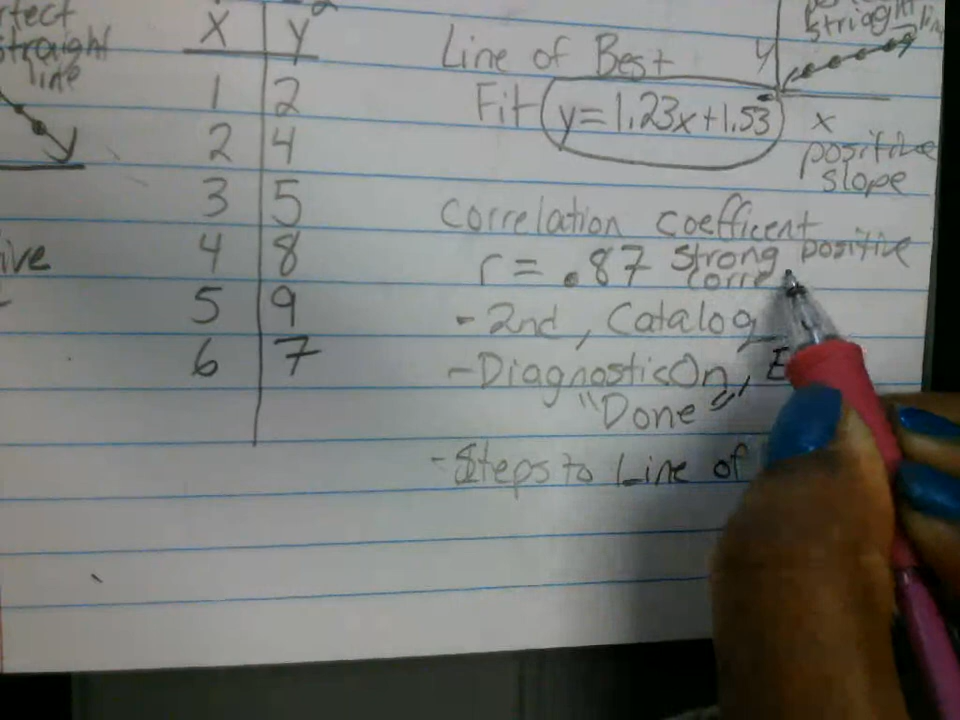 straight
line
ive
x y
1 2
2 4
3 5
4 8
5 9
6 7
Line of Best
Fit y=1.23x+1.53
Correlation coefficent
r = .87 strong positive
corre
- 2nd, Catalog
- DiagnosticOn, E
"Done"
- Steps to Line of
striaght
line
y
x
positive
slope